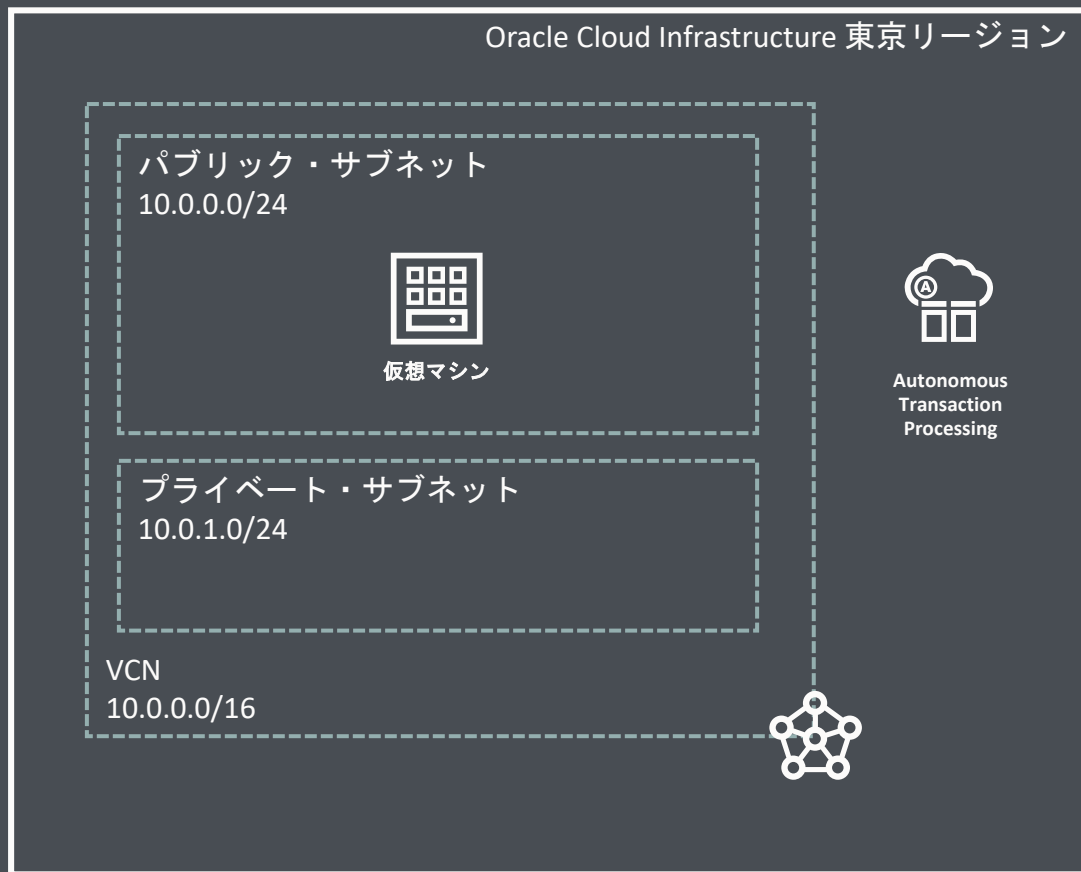 Oracle Cloud Infrastructure 東京リージョン
パブリック・サブネット
10.0.0.0/24
仮想マシン
A
Autonomous
Transaction
Processing
プライベート・サブネット
10.0.1.0/24
VCN
10.0.0.0/16